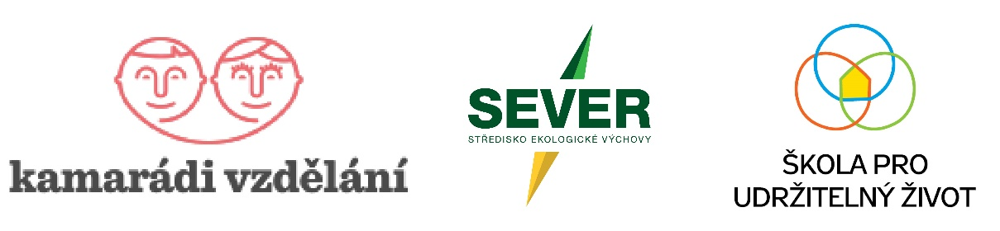 kamarádi vzdělání
SEVER
STŘEDISKO EKOLOGICKÉ VÝCHOVY
ŠKOLA PRO
UDRŽITELNÝ ŽIVOT